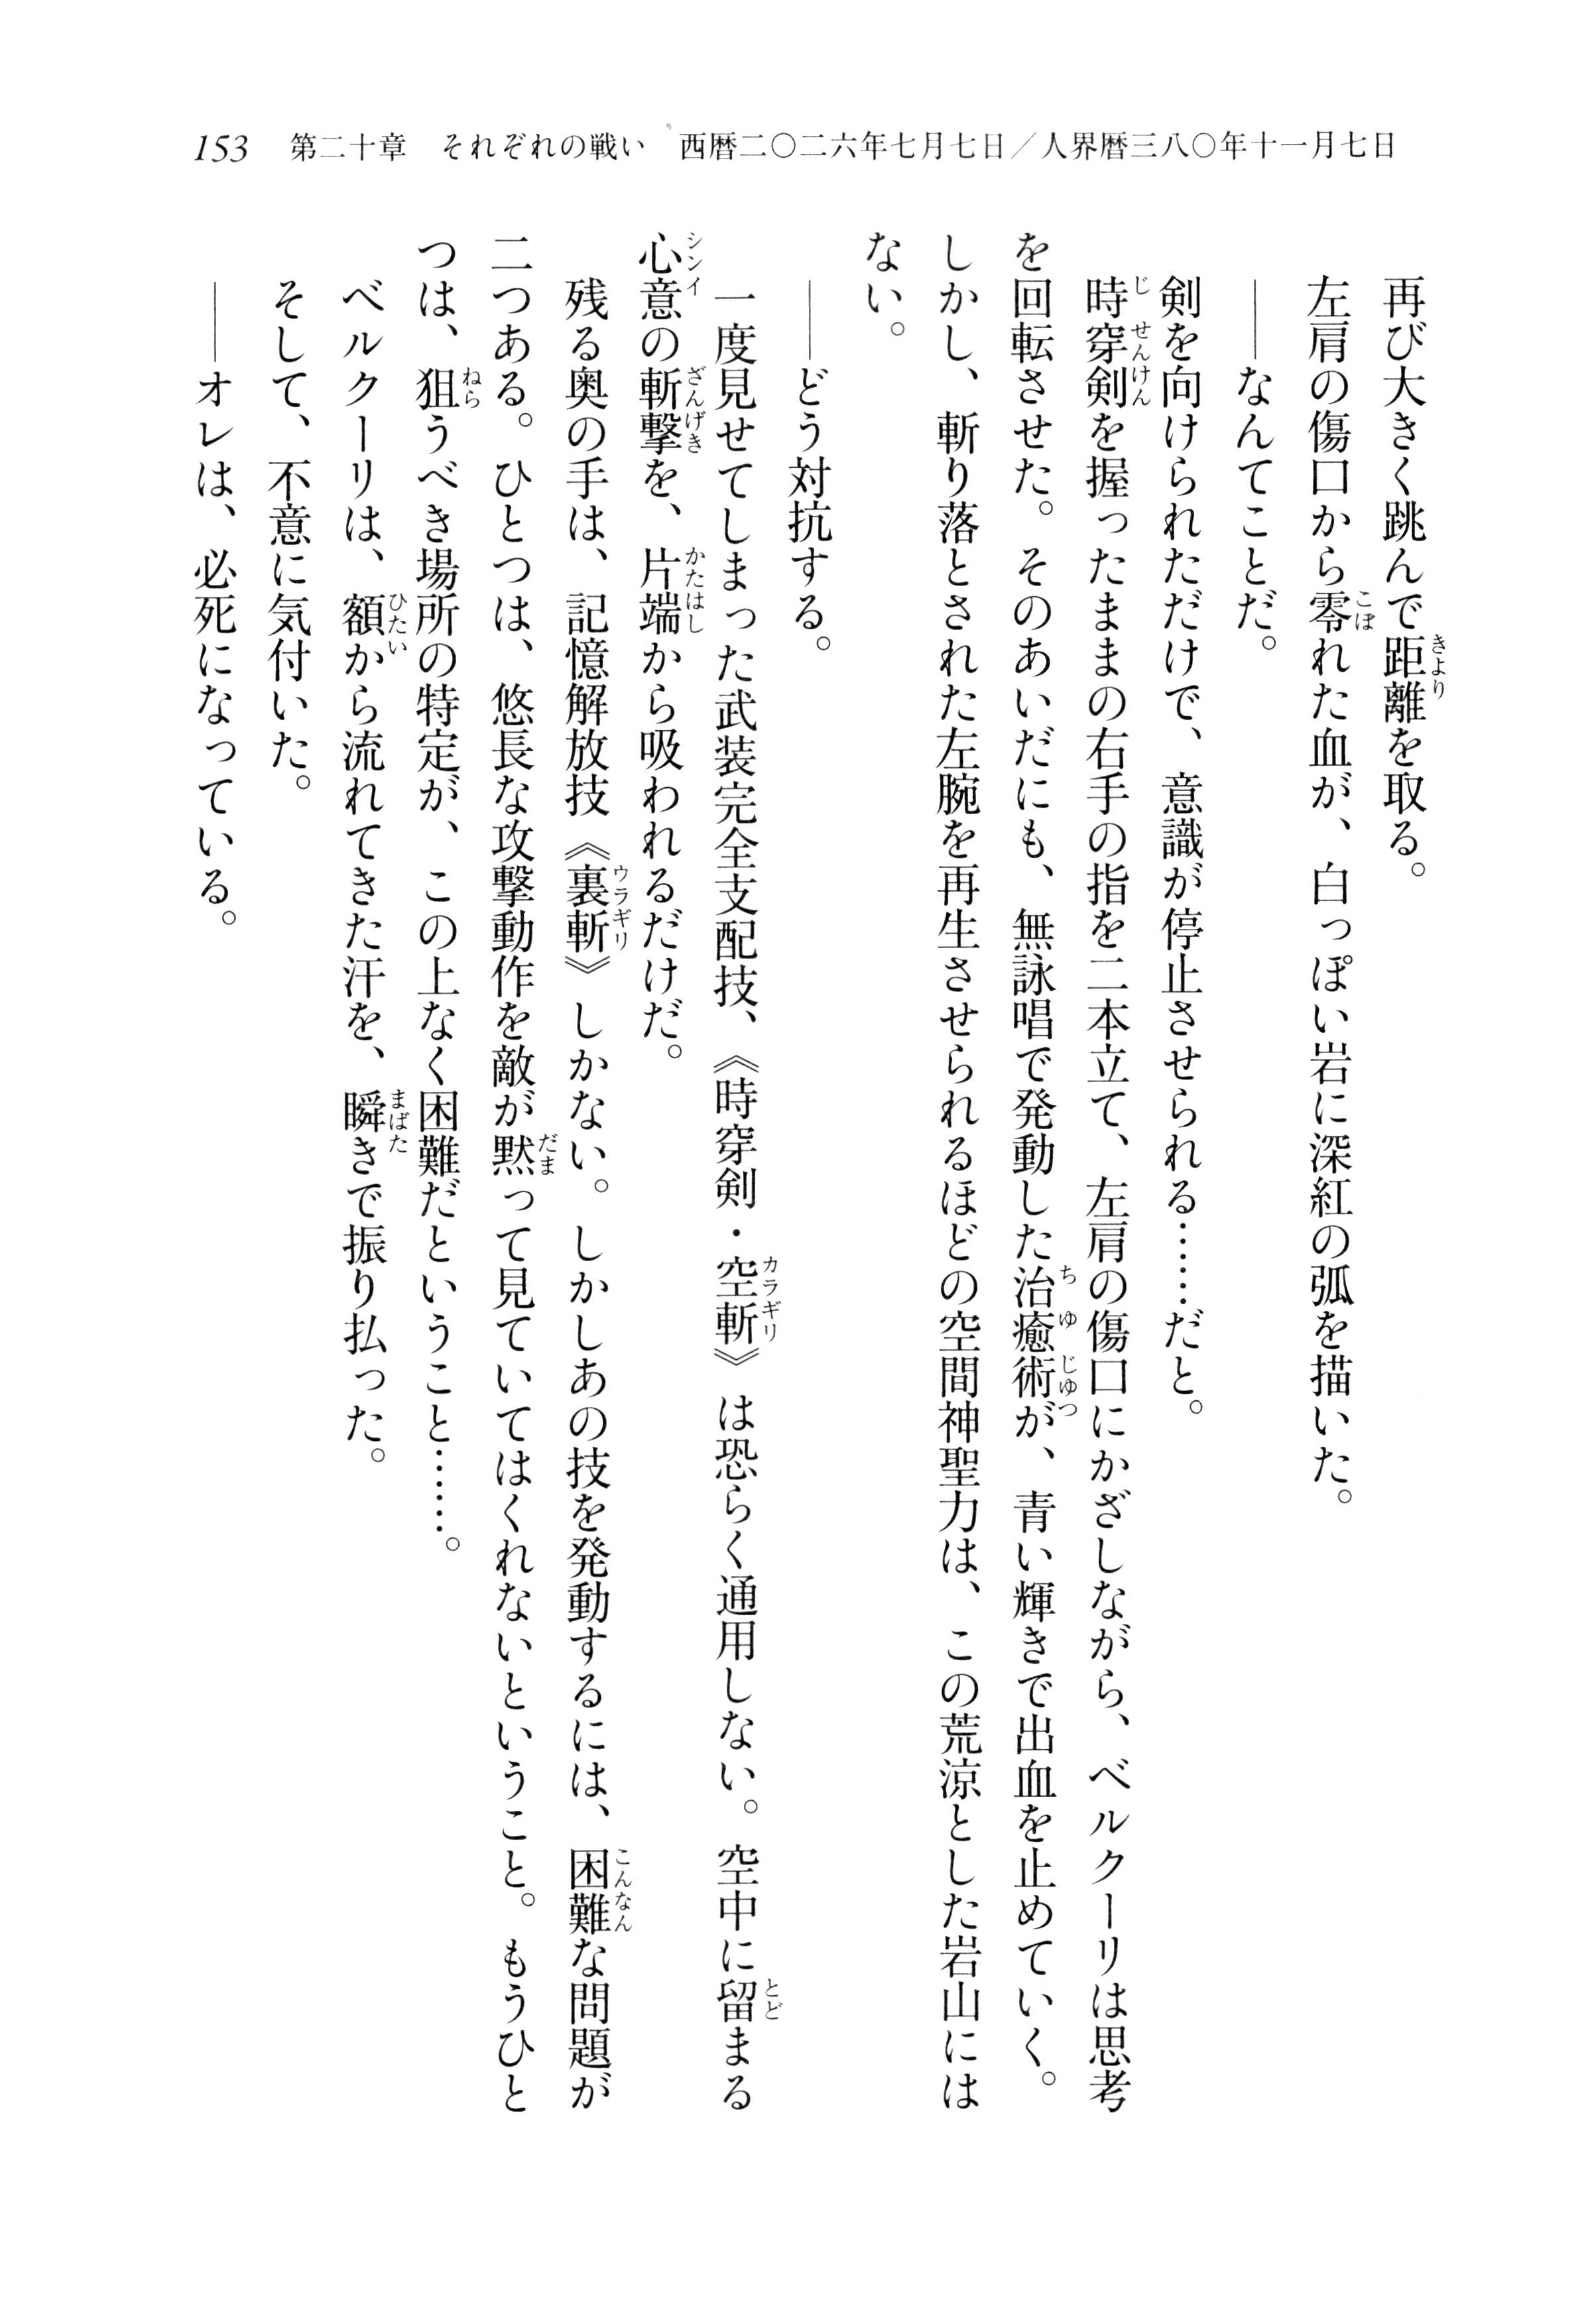 153　第二十章　それぞれの戦い　西暦二〇二六年七月七日／人界暦三八〇年十一月七日
再び大きく跳んで距離を取る。
左肩の傷口から零れた血が、白っぽい岩に深紅の弧を描いた。
――なんてことだ。
剣を向けられただけで、意識が停止させられる……だと。
時穿剣を握ったままの右手の指を二本立て、左肩の傷口にかざしながら、ベルクーリは思考
を回転させた。そのあいだにも、無詠唱で発動した治癒術が、青い輝きで出血を止めていく。
しかし、斬り落とされた左腕を再生させられるほどの空間神聖力は、この荒涼とした岩山には
ない。
――どう対抗する。
一度見せてしまった武装完全支配技、《時穿剣・空斬》は恐らく通用しない。空中に留まる
心意の斬撃を、片端から吸われるだけだ。
残る奥の手は、記憶解放技《裏斬》しかない。しかしあの技を発動するには、困難な問題が
二つある。ひとつは、悠長な攻撃動作を敵が黙って見ていてはくれないということ。もうひと
つは、狙うべき場所の特定が、この上なく困難だということ……。
ベルクーリは、額から流れてきた汗を、瞬きで振り払った。
そして、不意に気付いた。
――オレは、必死になっている。